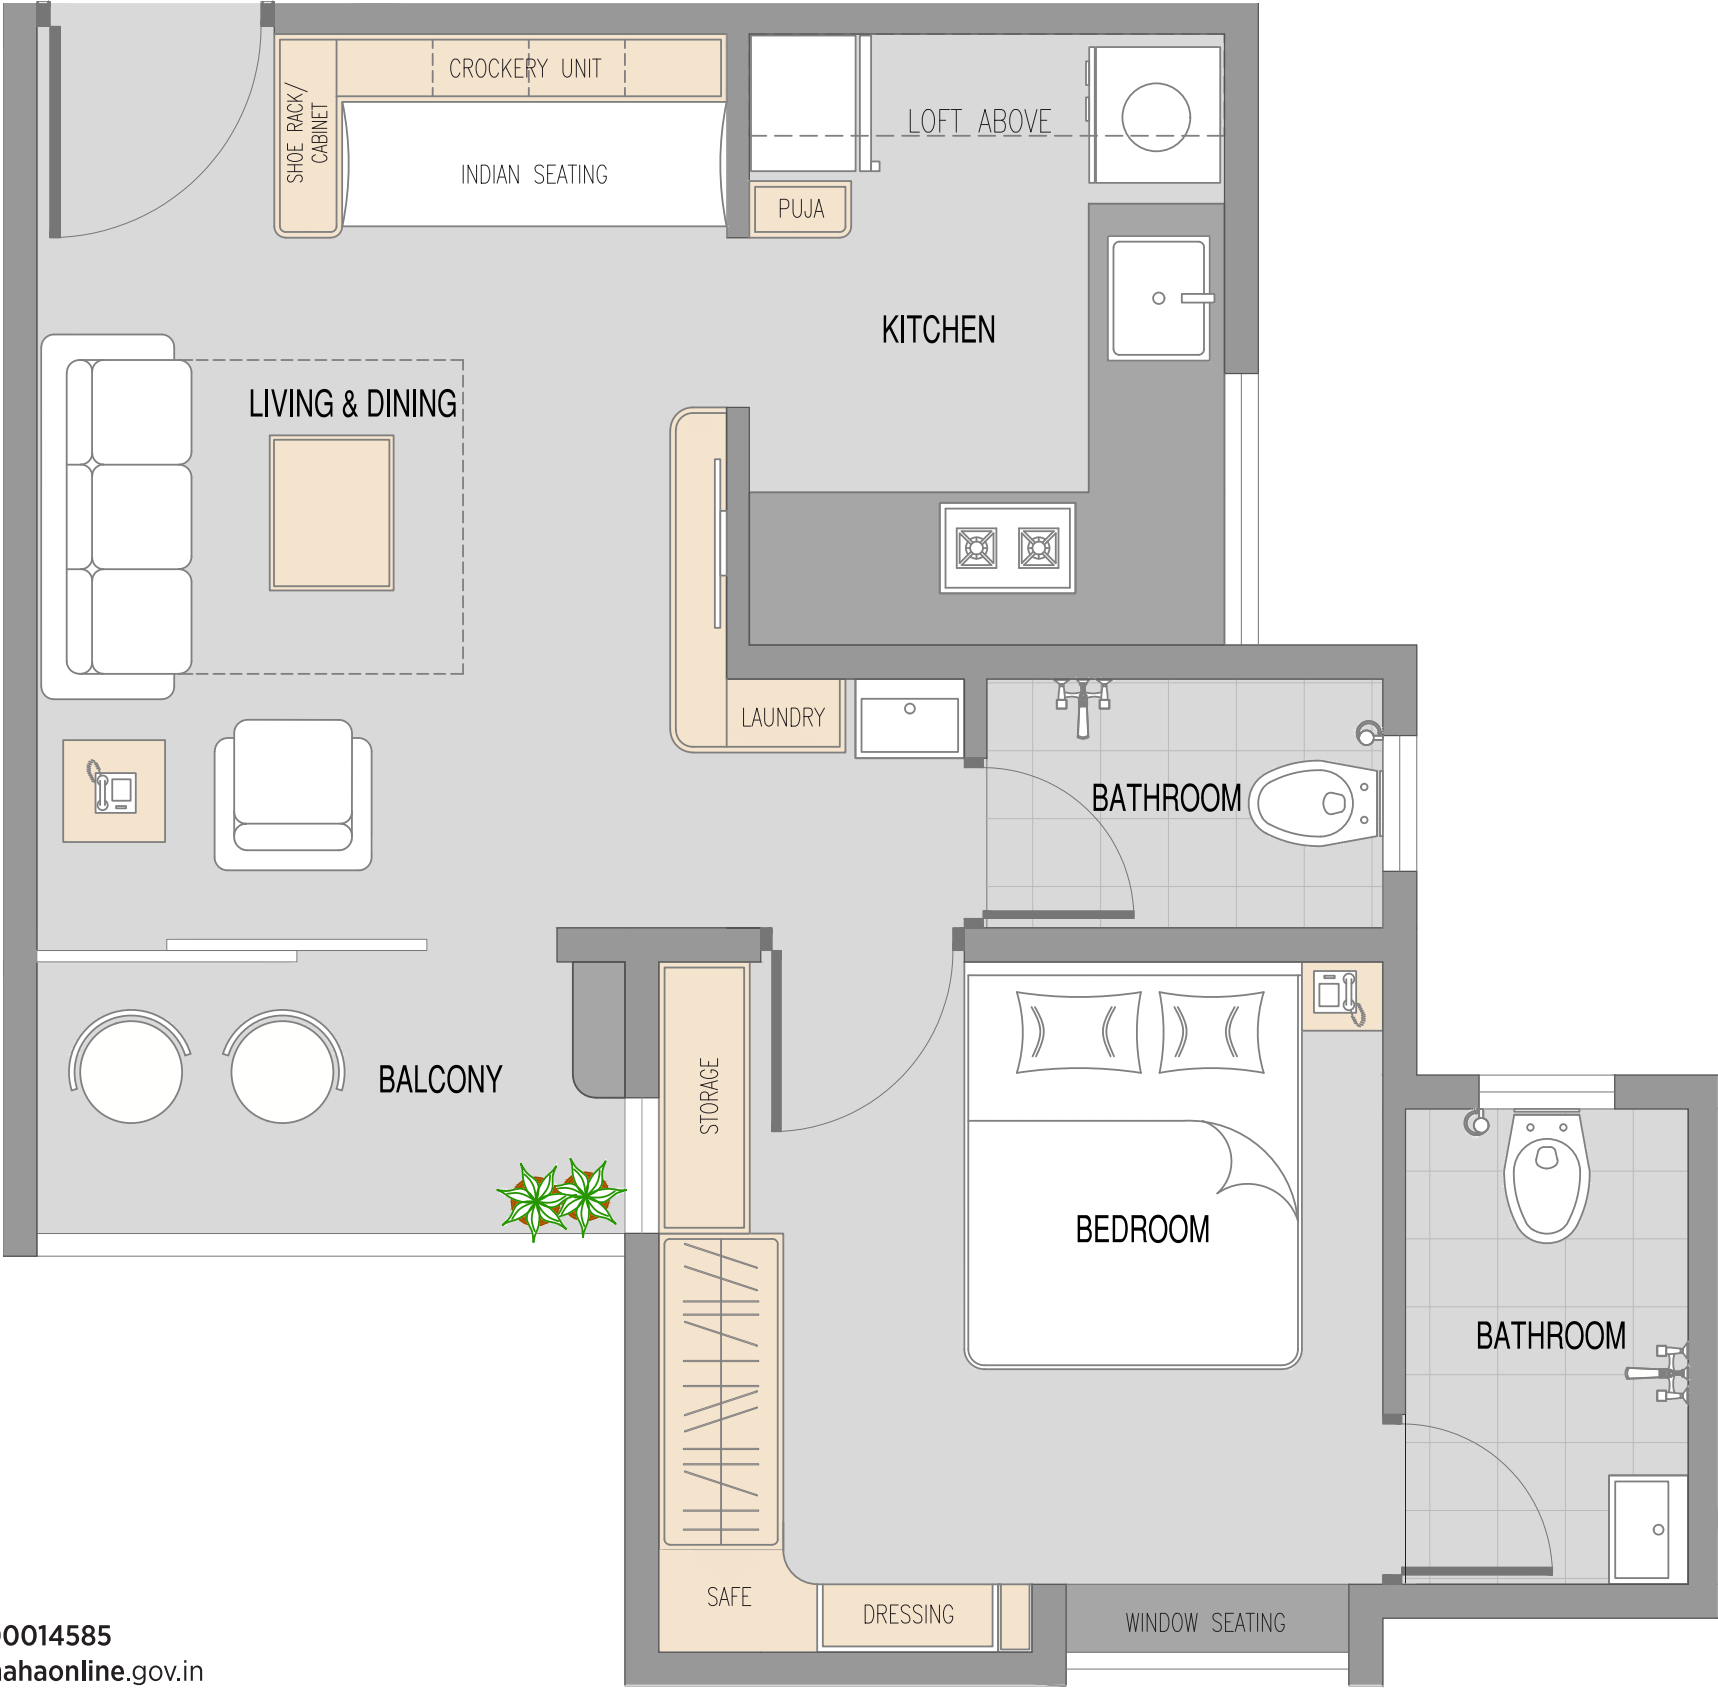 CROCKERY UNIT
SHOE RACK/
CABINET
INDIAN SEATING
LOFT ABOVE
PUJA
KITCHEN
LIVING & DINING
LAUNDRY
BATHROOM
BALCONY
STORAGE
BEDROOM
BATHROOM
SAFE
DRESSING
WINDOW SEATING
0014585
ahaonline.gov.in